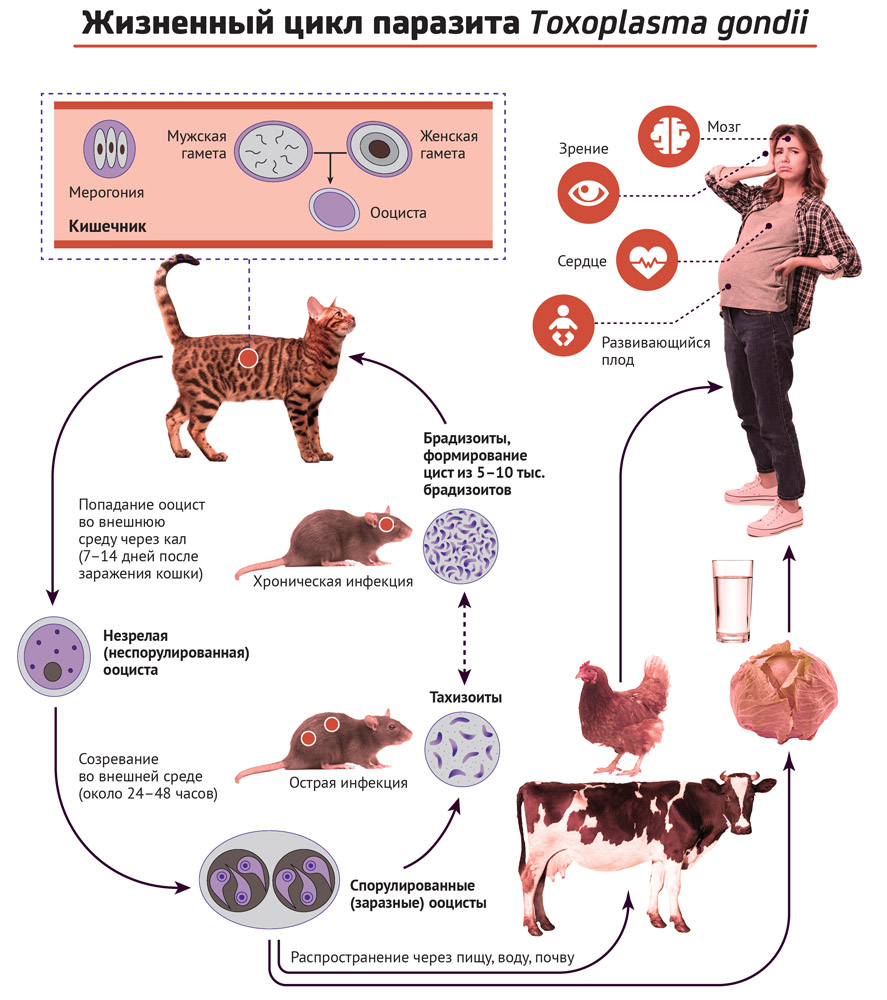 Жизненный цикл паразита Toxoplasma gondii
Мерогония
Мужская
гамета
Женская
гамета
Ооциста
Кишечник
Мозг
Зрение
Сердце
Развивающийся
плод
Брадизоиты,
формирование
цист из 5–10 тыс.
брадизоитов
Попадание ооцист
во внешнюю
среду через кал
(7–14 дней после
заражения кошки)
Хроническая инфекция
Незрелая
(неспорулированная)
ооциста
Тахизоиты
Созревание
во внешней среде
(около 24–48 часов)
Острая инфекция
Спорулированные
(заразные) ооцисты
Распространение через пищу, воду, почву